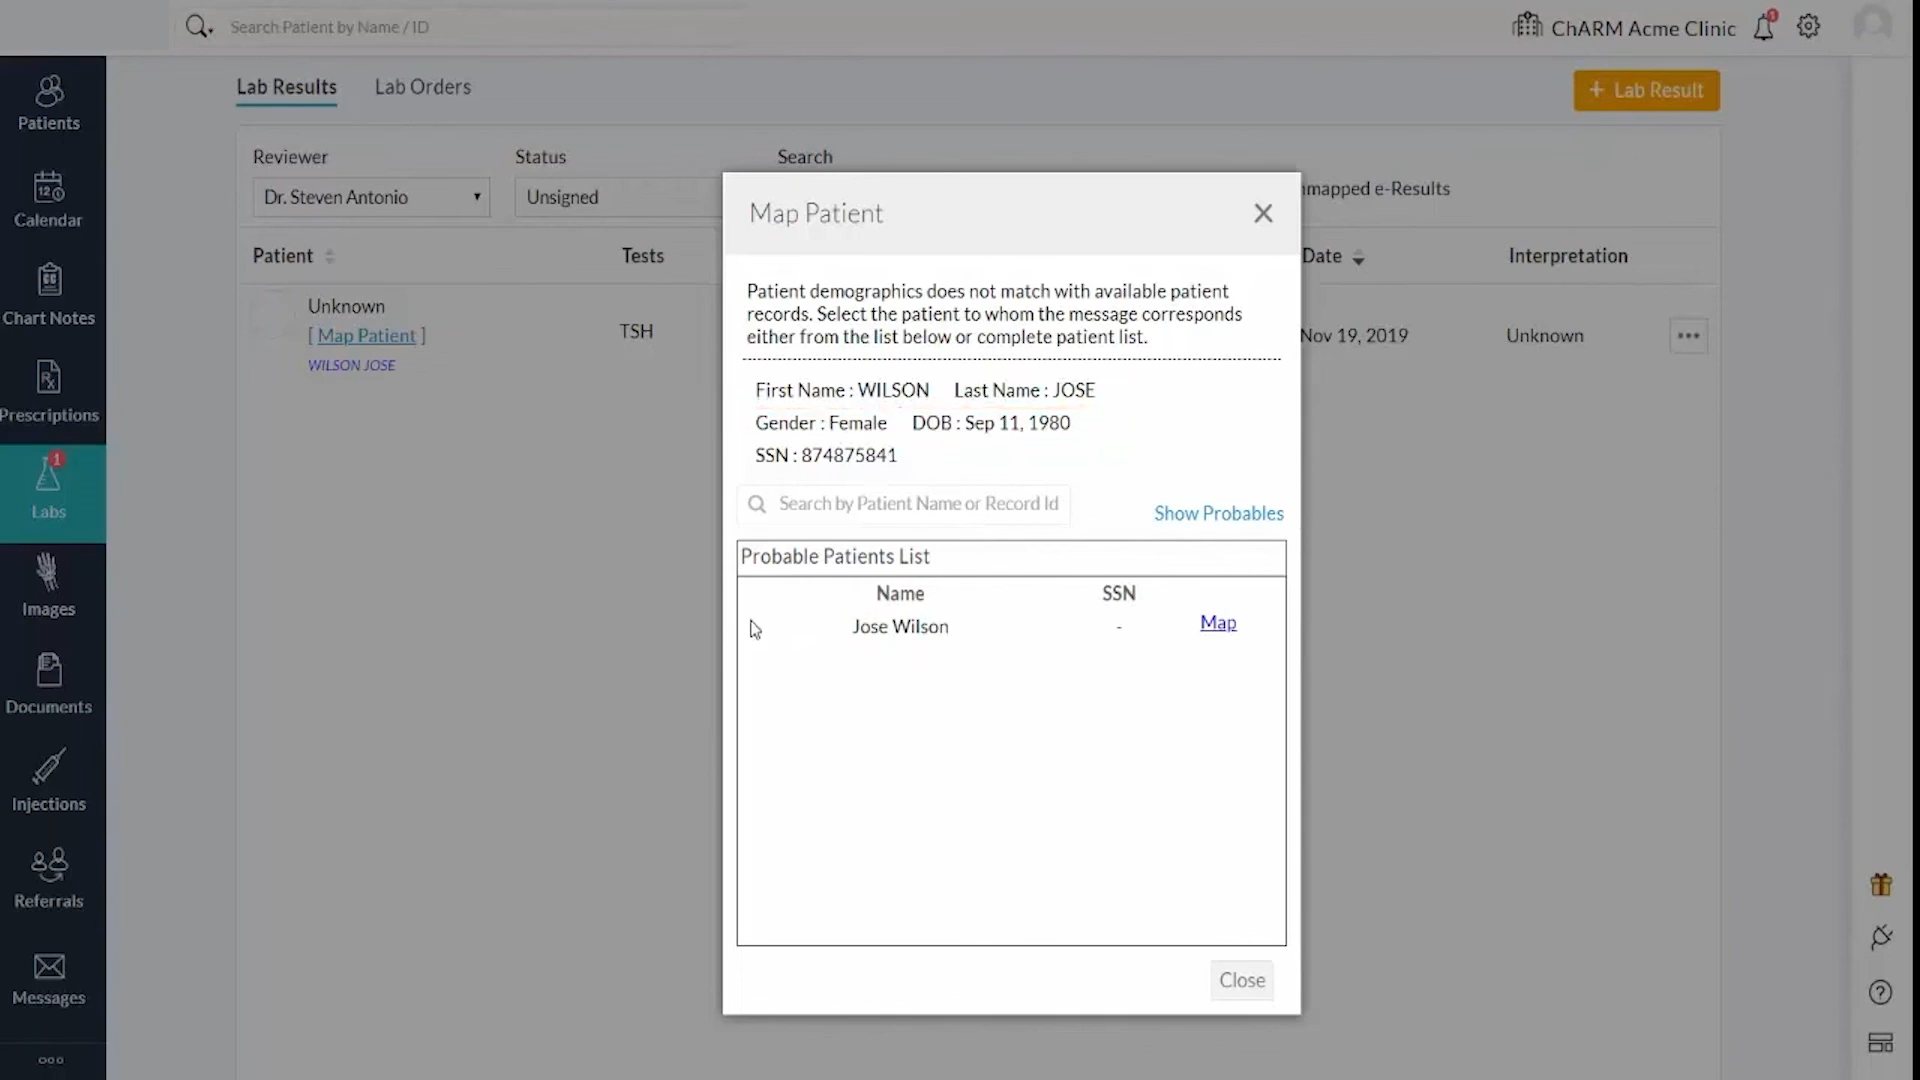 Search Patient by Name / ID
ChARM Acme Clinic
1
Patients
Calendar
12
Chart Notes
Prescriptions
Rx
Labs
1
Images
Documents
Injections
Referrals
Messages
Lab Results
Lab Orders
+ Lab Result
Reviewer
Status
Search
Dr. Steven Antonio
Unsigned
Patient
Tests
Date
Interpretation
Unknown
[ Map Patient ]
WILSON JOSE
TSH
Nov 19, 2019
Unknown
Map Patient
Patient demographics does not match with available patient
records. Select the patient to whom the message corresponds
either from the list below or complete patient list.
First Name : WILSON Last Name : JOSE
Gender : Female DOB : Sep 11, 1980
SSN : 874875841
Search by Patient Name or Record Id
Show Probables
Probable Patients List
Name SSN
Jose Wilson - Map
Close
e-Results